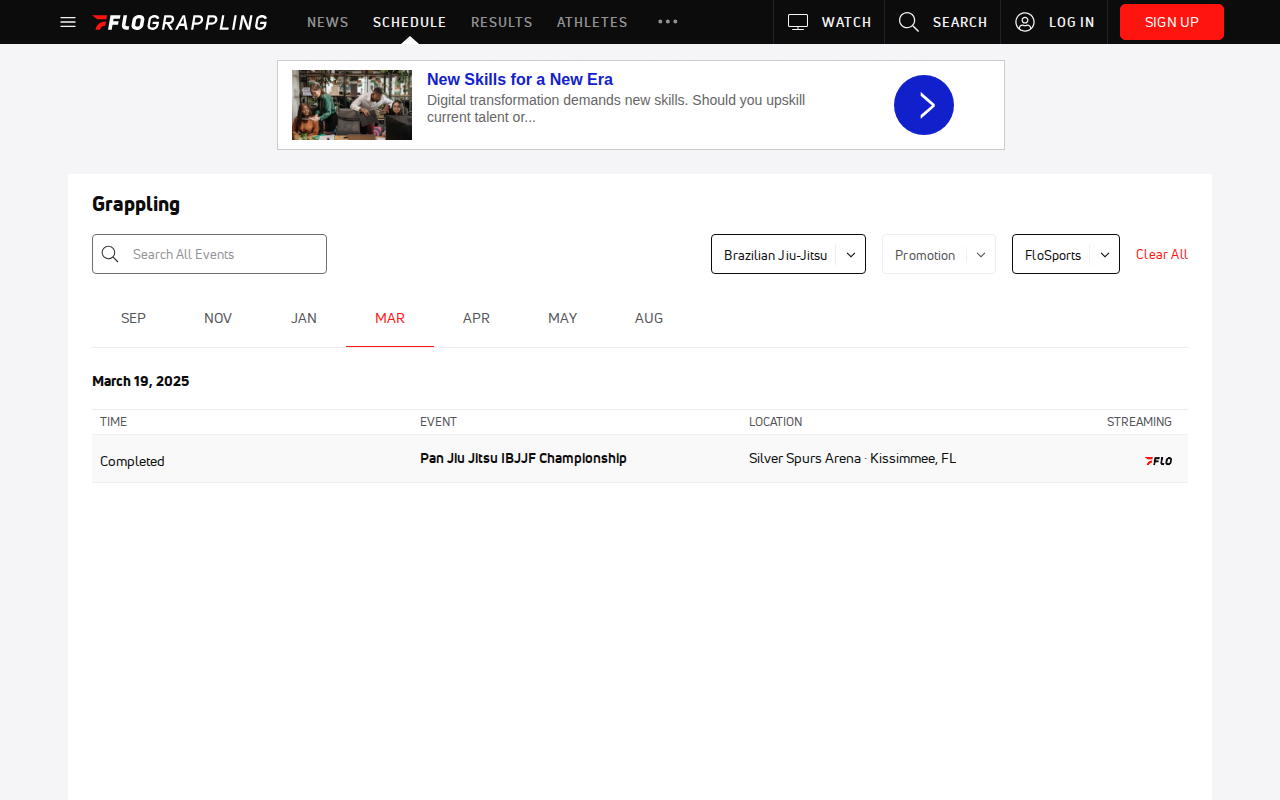 FLOGRAPPLING NEWS SCHEDULE RESULTS ATHLETES WATCH SEARCH LOG IN SIGN UP
New Skills for a New Era
Digital transformation demands new skills. Should you upskill
current talent or...
Grappling
Search All Events Brazilian Jiu-Jitsu Promotion FloSports Clear All
SEP NOV JAN MAR APR MAY AUG
March 19, 2025
TIME EVENT LOCATION STREAMING
Completed Pan Jiu Jitsu IBJJF Championship Silver Spurs Arena · Kissimmee, FL FLO